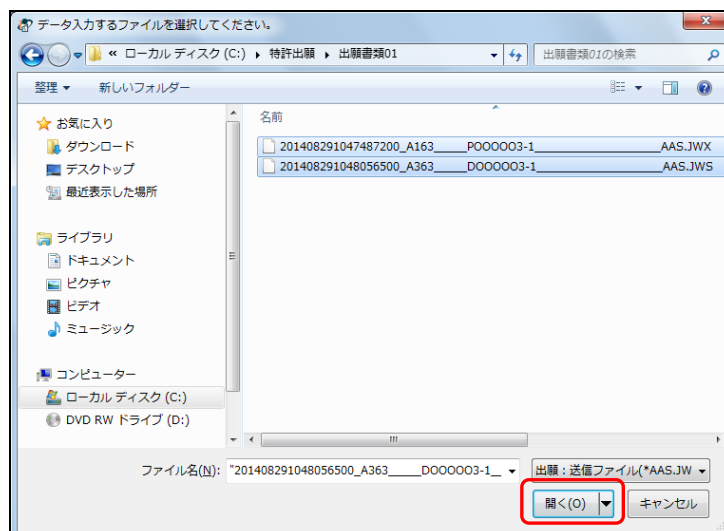 データ入力するファイルを選択してください。
« ローカル ディスク (C:) ▸ 特許出願 ▸ 出願書類01
出願書類01の検索
整理 ▼ 新しいフォルダー
名前
お気に入り
ダウンロード
デスクトップ
最近表示した場所
ライブラリ
ドキュメント
ピクチャ
ビデオ
ミュージック
コンピューター
ローカル ディスク (C:)
DVD RW ドライブ (D:)
201408291047487200_A163_____POOOOO3-1____________________AAS.JWX
201408291048056500_A363_____DOOOOO3-1____________________AAS.JWS
ファイル名(N): "201408291048056500_A363_____DOOOOO3-1__
出願:送信ファイル(*AAS.JW
開く(O)
キャンセル